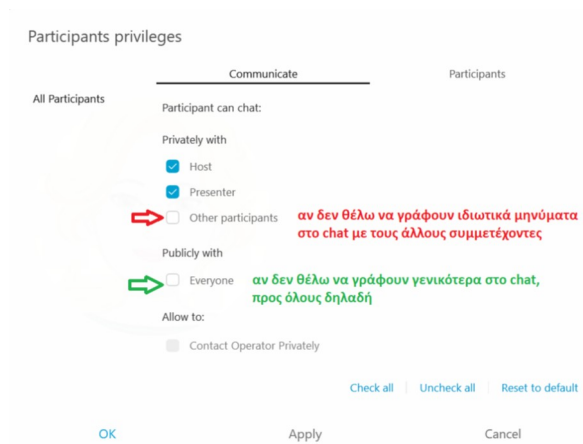 Participants privileges
Communicate
Participants
All Participants
Participant can chat:
Privately with
Host
Presenter
Other participants
αν δεν θέλω να γράφουν ιδιωτικά μηνύματα
στο chat με τους άλλους συμμετέχοντες
Publicly with
Everyone
αν δεν θέλω να γράφουν γενικότερα στο chat,
προς όλους δηλαδή
Allow to:
Contact Operator Privately
Check all
Uncheck all
Reset to default
OK
Apply
Cancel